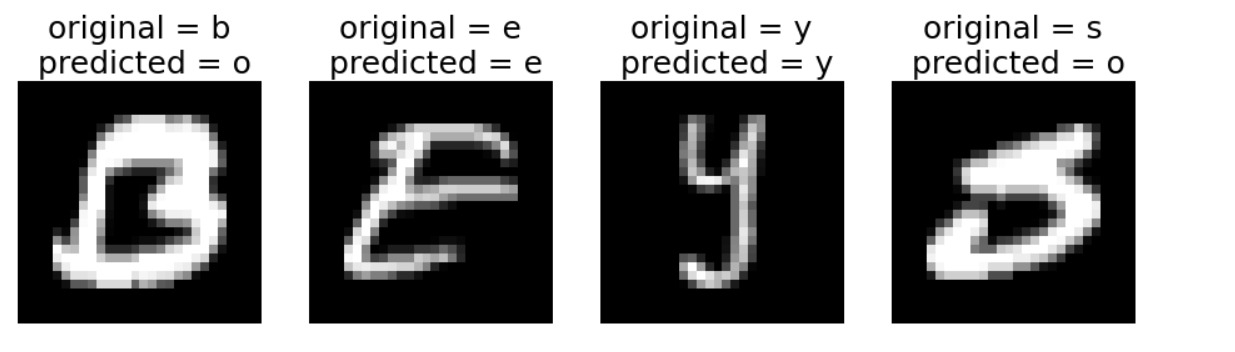 original = b
predicted = o
original = e
predicted = e
original = y
predicted = y
original = s
predicted = o
B
E
y
s